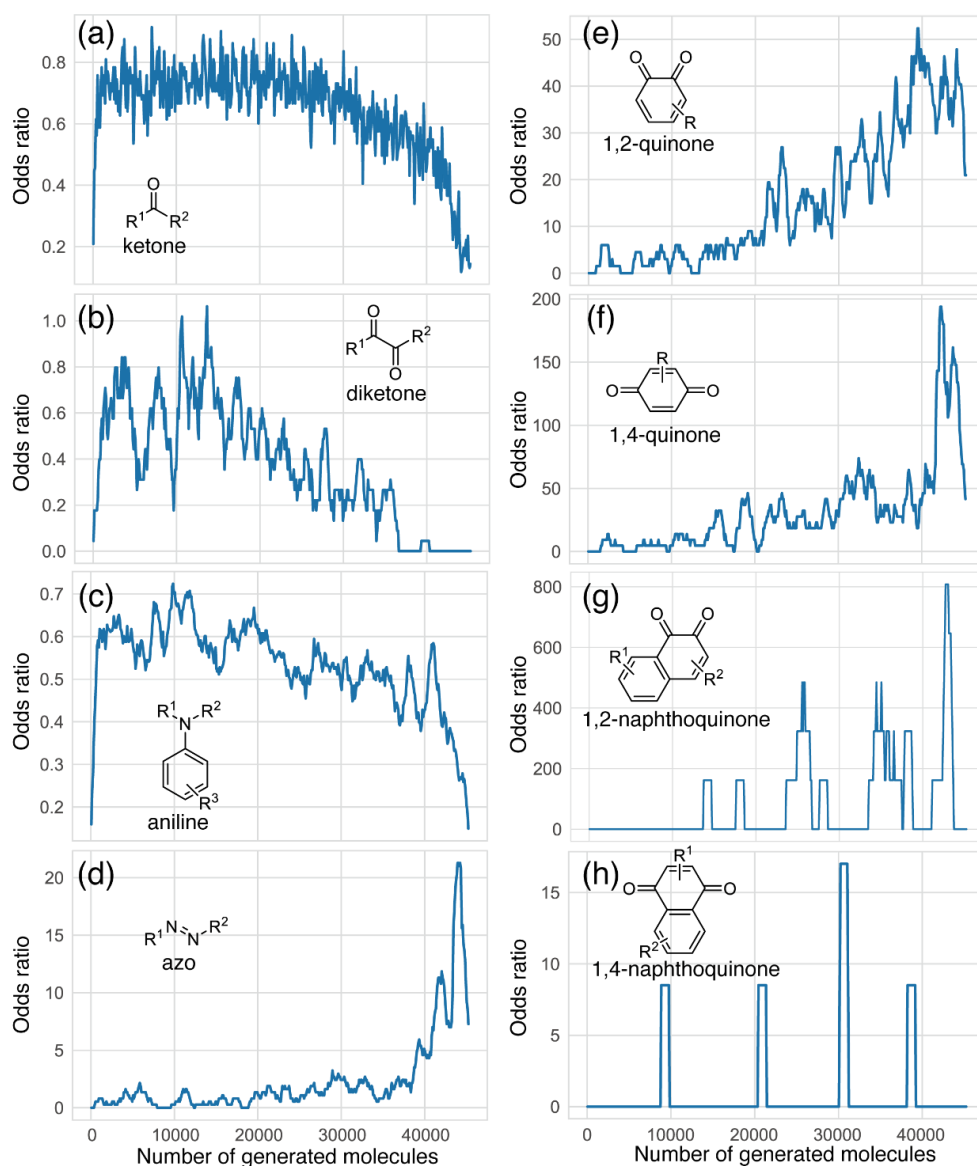 (a)
Odds ratio
0.8
0.6
0.4
0.2
O
R1 R2
ketone
(b)
Odds ratio
1.0
0.8
0.6
0.4
0.2
0.0
O R2
R1
O
diketone
(c)
Odds ratio
0.7
0.6
0.5
0.4
0.3
0.2
R1 N R2
R3
aniline
(d)
Odds ratio
20
15
10
5
0
R1 N N R2
azo
0 10000 20000 30000 40000
Number of generated molecules
(e)
Odds ratio
50
40
30
20
10
0
O O
R
1,2-quinone
(f)
Odds ratio
200
150
100
50
0
R
O O
1,4-quinone
(g)
Odds ratio
800
600
400
200
0
O O
R1
R2
1,2-naphthoquinone
(h)
Odds ratio
15
10
5
0
R1
O O
R2
1,4-naphthoquinone
0 10000 20000 30000 40000
Number of generated molecules